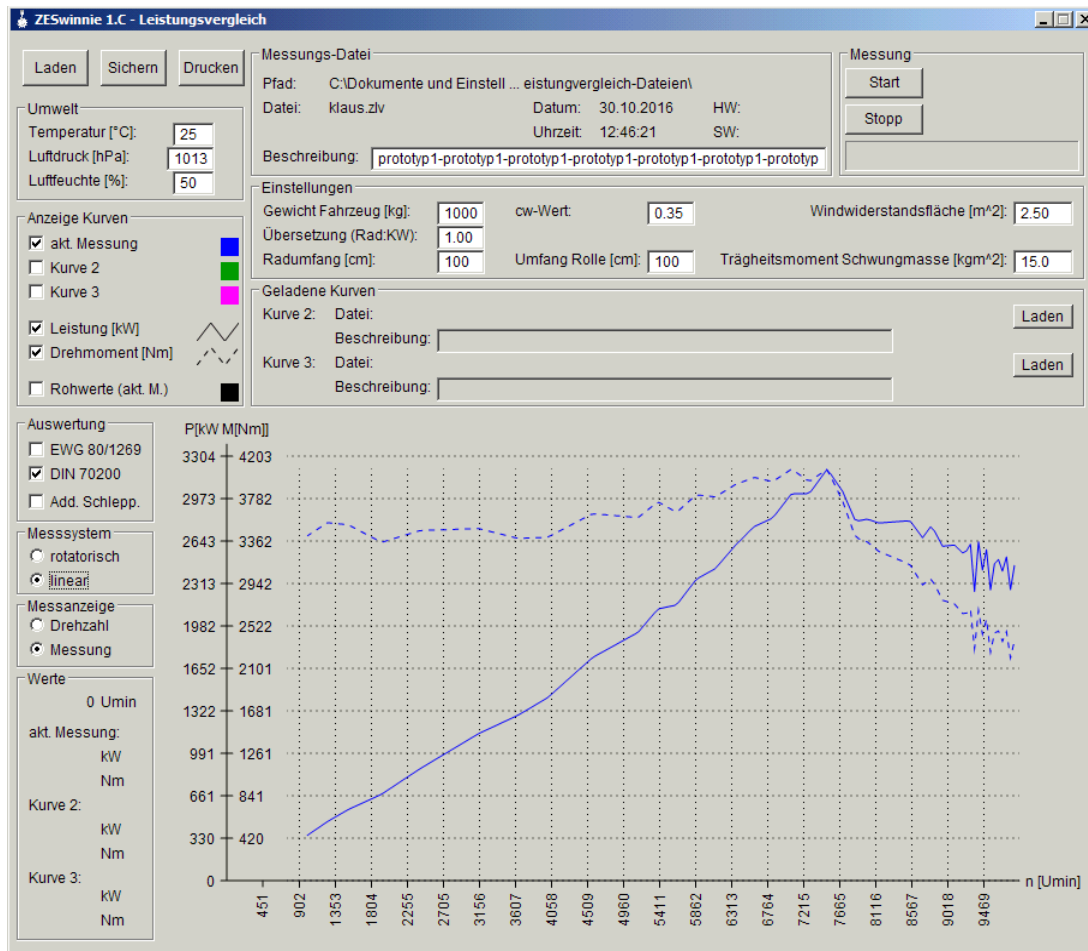 ZESwinnie 1.C - Leistungsvergleich
Laden Sichern Drucken
Umwelt
Temperatur [°C]: 25
Luftdruck [hPa]: 1013
Luftfeuchte [%]: 50
Messungs-Datei
Pfad: C:\Dokumente und Einstell ... eistungvergleich-Dateien\
Datei: klaus.zlv Datum: 30.10.2016 HW:
Uhrzeit: 12:46:21 SW:
Beschreibung: prototyp1-prototyp1-prototyp1-prototyp1-prototyp1-prototyp1-prototyp
Messung
Start
Stopp
Einstellungen
Gewicht Fahrzeug [kg]: 1000 cw-Wert: 0.35 Windwiderstandsfläche [m^2]: 2.50
Übersetzung (Rad:KW): 1.00
Radumfang [cm]: 100 Umfang Rolle [cm]: 100 Trägheitsmoment Schwungmasse [kgm^2]: 15.0
Anzeige Kurven
akt. Messung
Kurve 2
Kurve 3
Leistung [kW]
Drehmoment [Nm]
Rohwerte (akt. M.)
Geladene Kurven
Kurve 2: Datei: Laden
Beschreibung:
Kurve 3: Datei: Laden
Beschreibung:
Auswertung
EWG 80/1269
DIN 70200
Add. Schlepp.
Messsystem
rotatorisch
linear
Messanzeige
Drehzahl
Messung
Werte
0 Umin
akt. Messung:
kW
Nm
Kurve 2:
kW
Nm
Kurve 3:
kW
Nm
P[kW M[Nm]]
3304 4203
2973 3782
2643 3362
2313 2942
1982 2522
1652 2101
1322 1681
991 1261
661 841
330 420
0
n [Umin]
451 902 1353 1804 2255 2705 3156 3607 4058 4509 4960 5411 5862 6313 6764 7215 7665 8116 8567 9018 9469